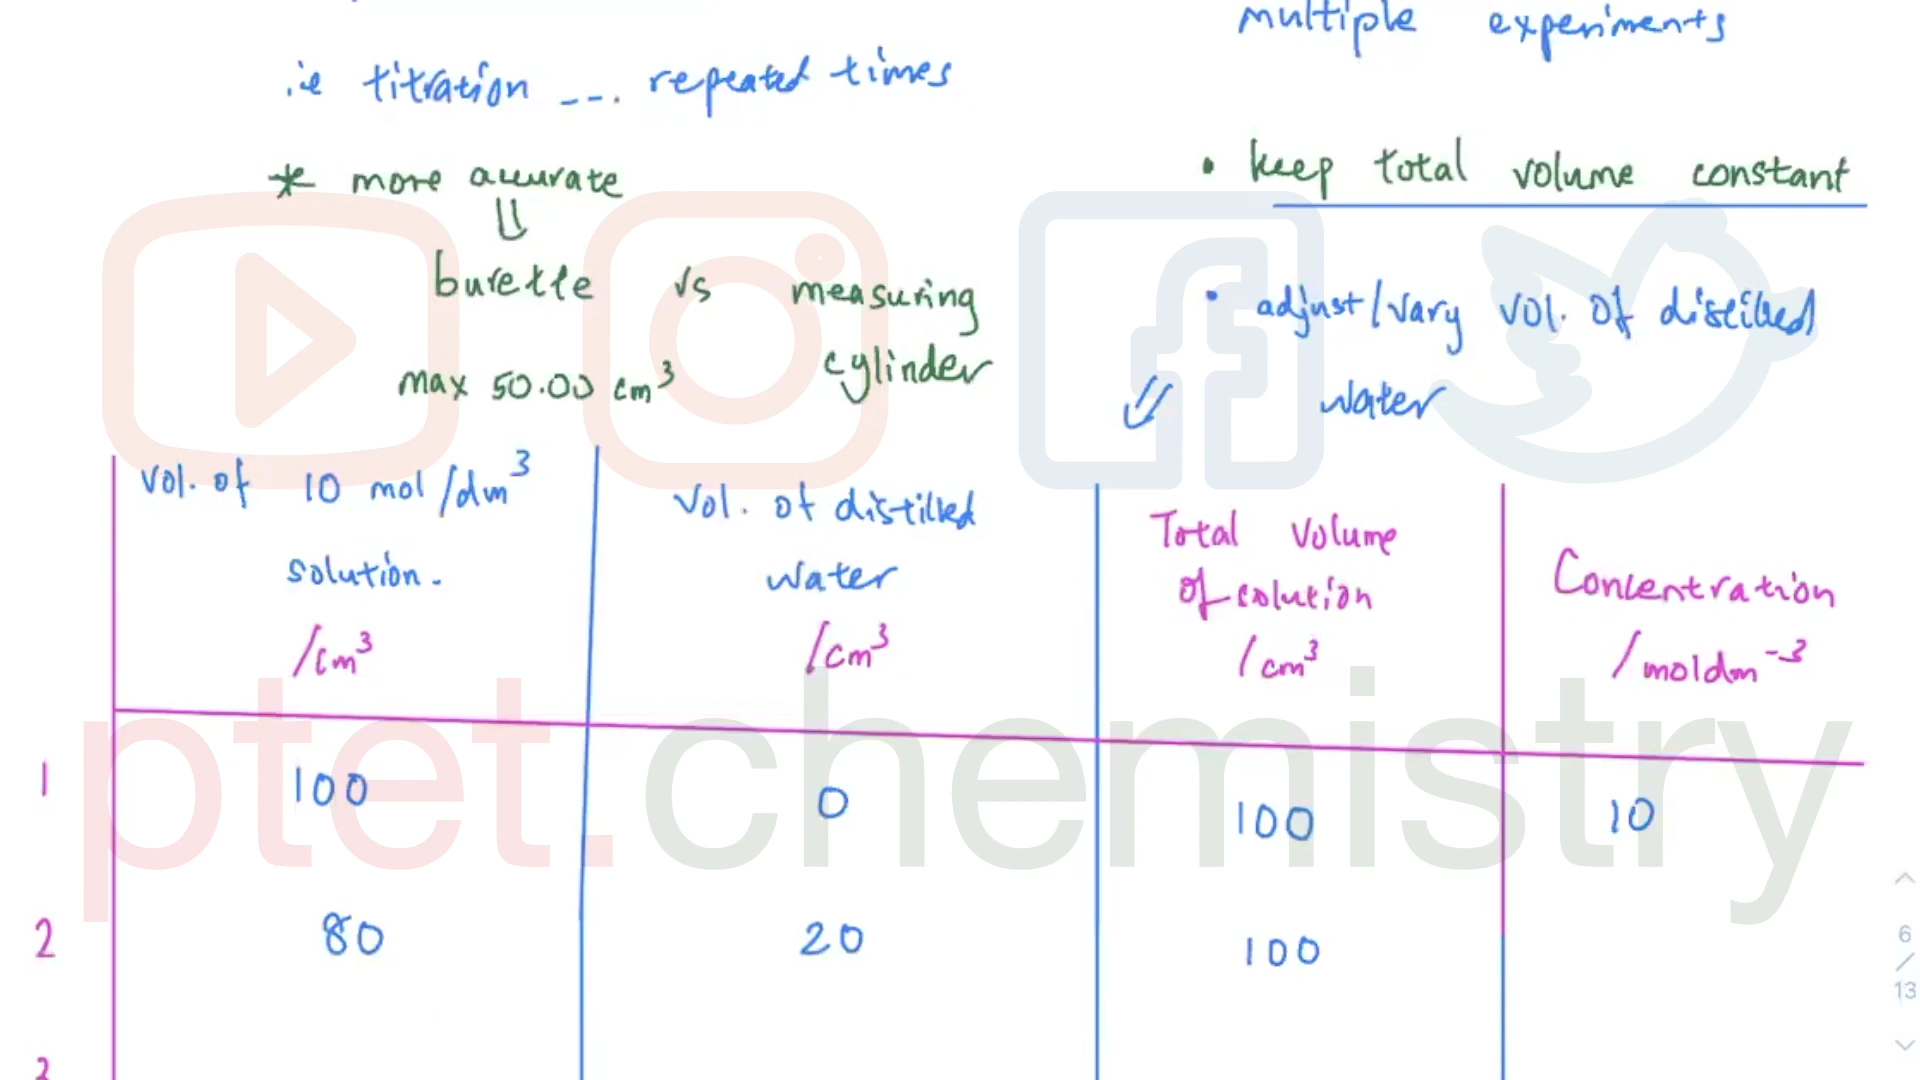 multiple experiments
.ie titration ---. repeated times
* more accurate
• keep total volume constant
burette vs measuring
cylinder
max 50.00 cm³
• adjust/vary vol. of distilled
water
vol. of 10 mol/dm³
solution.
/cm³
Vol. of distilled
water
/cm³
Total Volume
of solution
/cm³
Concentration
/moldm⁻³
ptet.chemistry
1 100 0 100 10
2 80 20 100
6
/
13